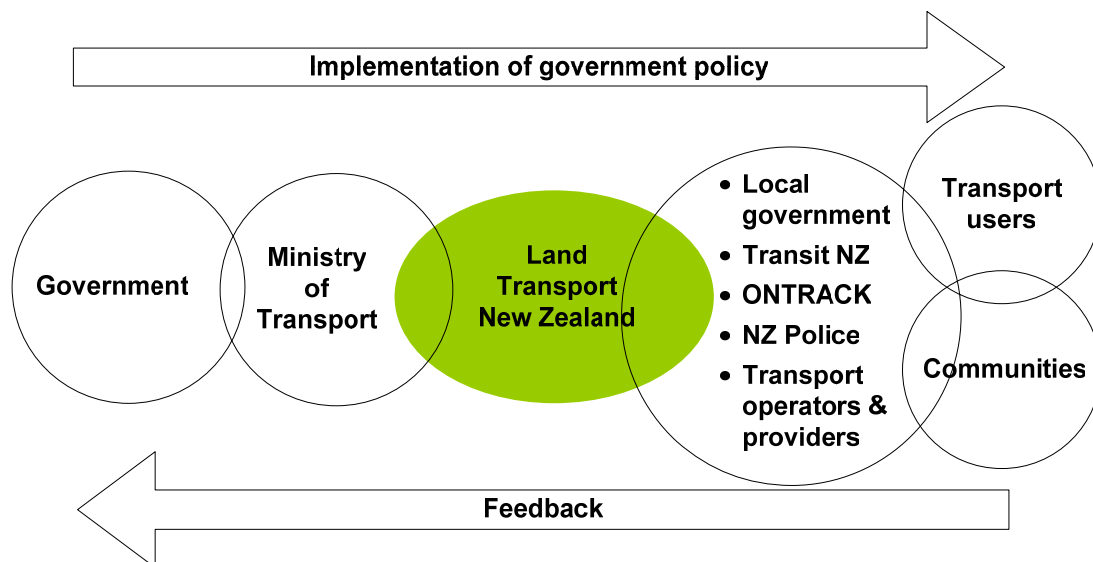 Implementation of government policy
Government
Ministry
of
Transport
Land
Transport
New Zealand
• Local
government
• Transit NZ
• ONTRACK
• NZ Police
• Transport
operators &
providers
Transport
users
Communities
Feedback